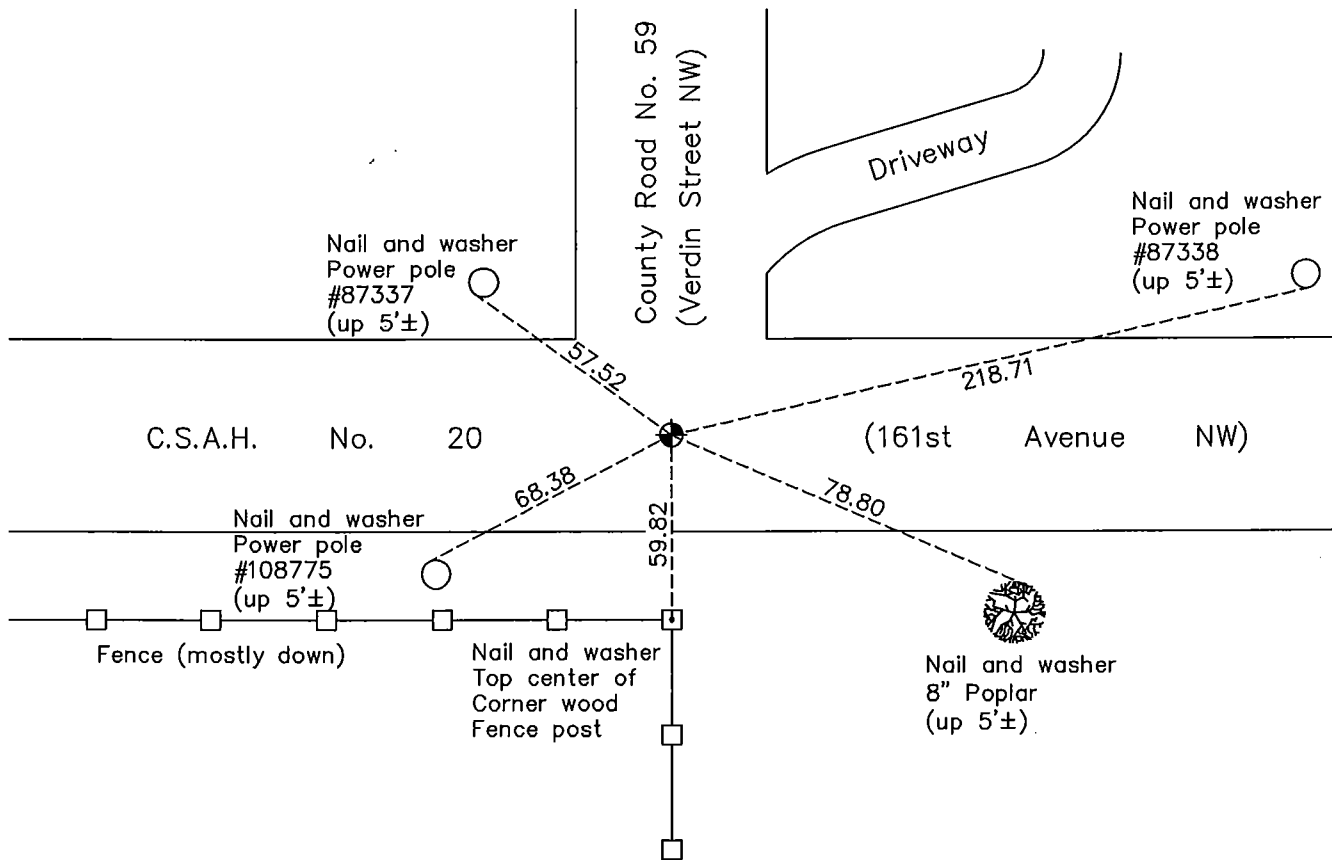 County Road No. 59
(Verdin Street NW)
Driveway
Nail and washer
Power pole
#87337
(up 5'±)
Nail and washer
Power pole
#87338
(up 5'±)
57.52
218.71
C.S.A.H. No. 20
(161st Avenue NW)
68.38
59.82
78.80
Nail and washer
Power pole
#108775
(up 5'±)
Fence (mostly down)
Nail and washer
Top center of
Corner wood
Fence post
Nail and washer
8" Poplar
(up 5'±)